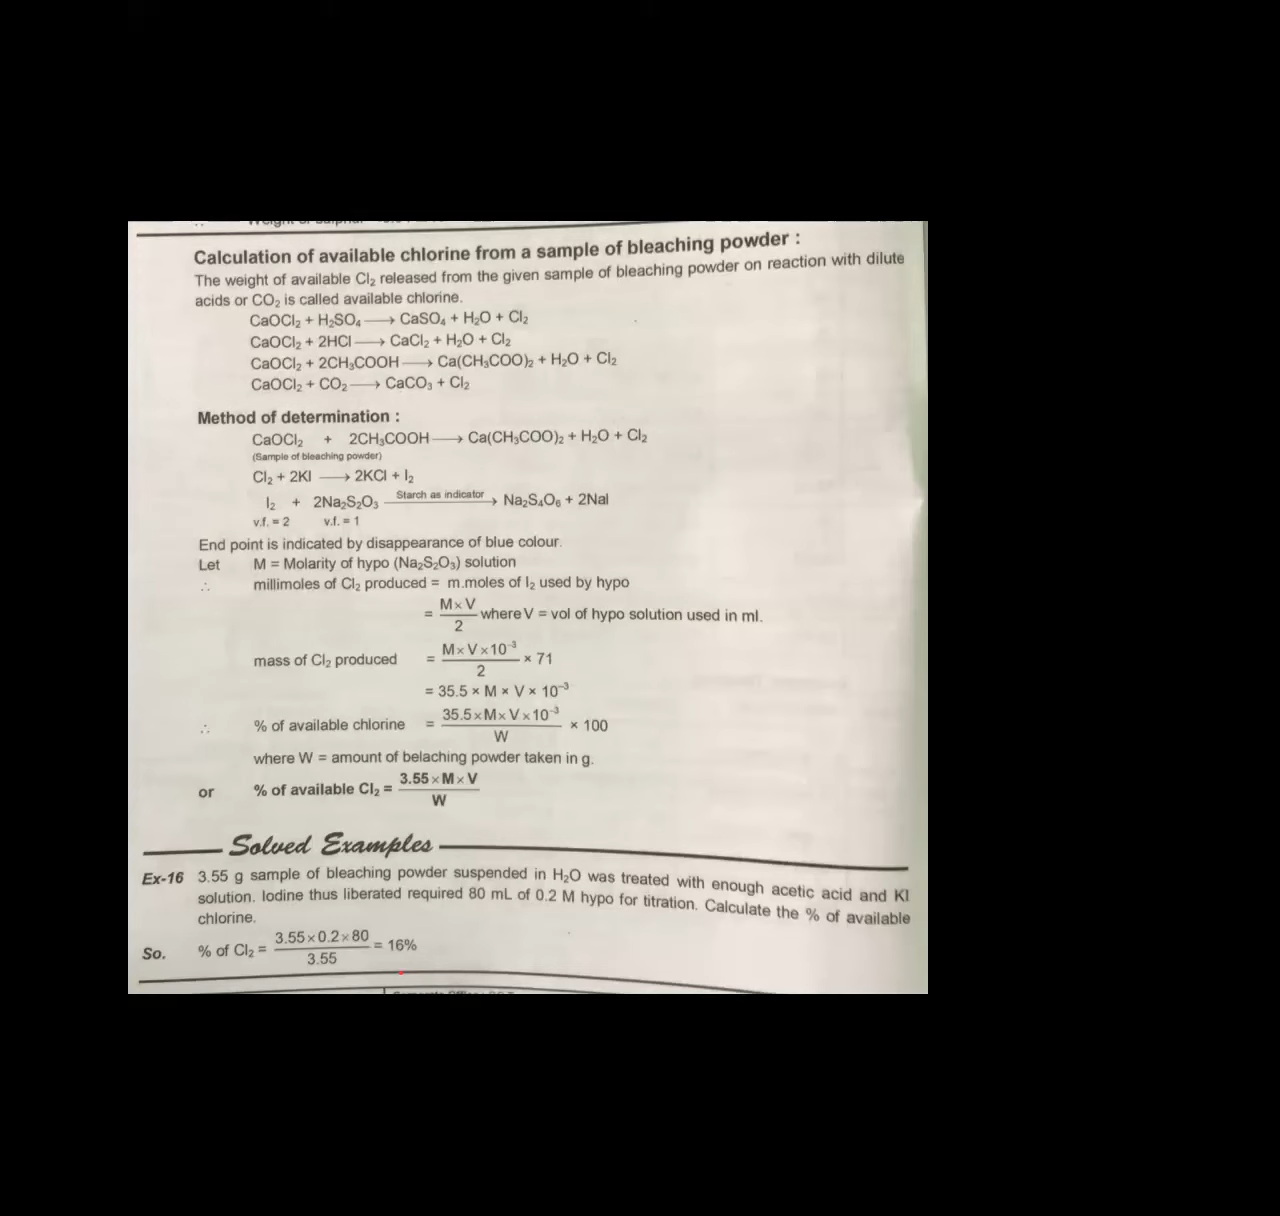 Weight of sulphur
Calculation of available chlorine from a sample of bleaching powder :
The weight of available Cl₂ released from the given sample of bleaching powder on reaction with dilute
acids or CO₂ is called available chlorine.
CaOCl₂ + H₂SO₄ ⟶ CaSO₄ + H₂O + Cl₂
CaOCl₂ + 2HCl ⟶ CaCl₂ + H₂O + Cl₂
CaOCl₂ + 2CH₃COOH ⟶ Ca(CH₃COO)₂ + H₂O + Cl₂
CaOCl₂ + CO₂ ⟶ CaCO₃ + Cl₂
Method of determination :
CaOCl₂ + 2CH₃COOH ⟶ Ca(CH₃COO)₂ + H₂O + Cl₂
(Sample of bleaching powder)
Cl₂ + 2KI ⟶ 2KCl + I₂
I₂ + 2Na₂S₂O₃ Starch as indicator ⟶ Na₂S₄O₆ + 2NaI
v.f. = 2 v.f. = 1
End point is indicated by disappearance of blue colour.
Let M = Molarity of hypo (Na₂S₂O₃) solution
∴ millimoles of Cl₂ produced = m.moles of I₂ used by hypo
= M×V / 2 where V = vol of hypo solution used in ml.
mass of Cl₂ produced = M×V×10⁻³ / 2 × 71
= 35.5 × M × V × 10⁻³
∴ % of available chlorine = 35.5×M×V×10⁻³ / W × 100
where W = amount of belaching powder taken in g.
or % of available Cl₂ = 3.55×M×V / W
Solved Examples
Ex-16 3.55 g sample of bleaching powder suspended in H₂O was treated with enough acetic acid and KI
solution. Iodine thus liberated required 80 mL of 0.2 M hypo for titration. Calculate the % of available
chlorine.
So. % of Cl₂ = 3.55×0.2×80 / 3.55 = 16%